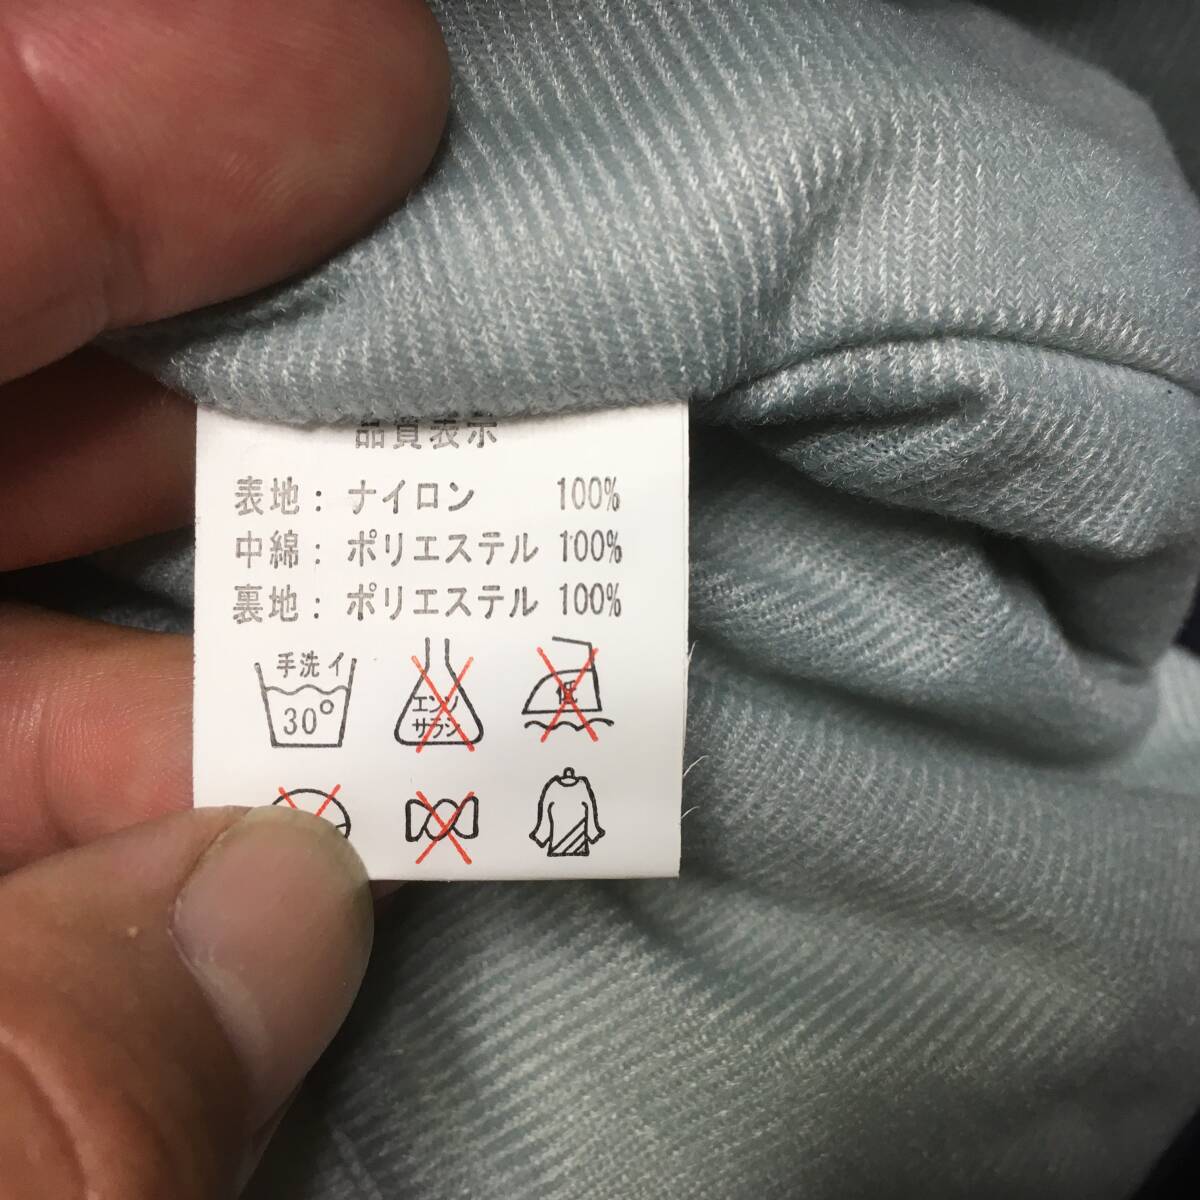 品質表示
表地：ナイロン 100%
中綿：ポリエステル 100%
裏地：ポリエステル 100%
手洗イ
30°
エンソ
サラシ
低